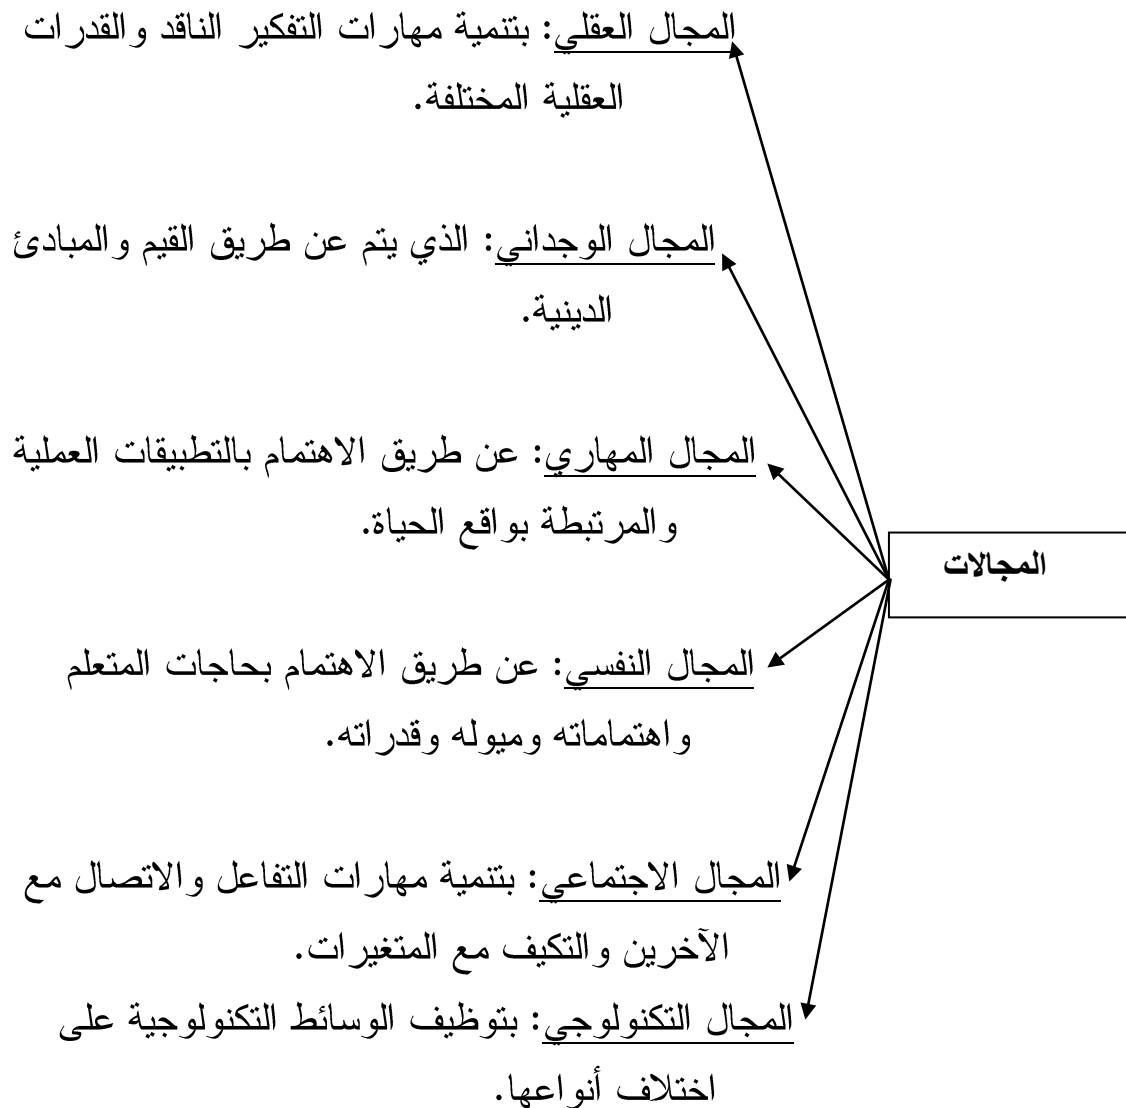 المجال العقلي: بتنمية مهارات التفكير الناقد والقدرات
العقلية المختلفة.
المجال الوجداني: الذي يتم عن طريق القيم والمبادئ
الدينية.
المجال المهاري: عن طريق الاهتمام بالتطبيقات العملية
والمرتبطة بواقع الحياة.
المجالات
المجال النفسي: عن طريق الاهتمام بحاجات المتعلم
واهتماماته وميوله وقدراته.
المجال الاجتماعي: بتنمية مهارات التفاعل والاتصال مع
الآخرين والتكيف مع المتغيرات.
المجال التكنولوجي: بتوظيف الوسائط التكنولوجية على
اختلاف أنواعها.